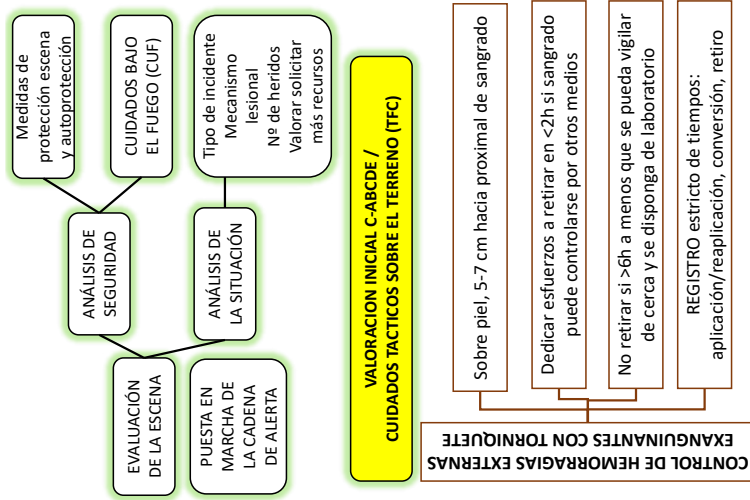 EVALUACIÓN
DE LA ESCENA
ANÁLISIS DE
SEGURIDAD
Medidas de
protección escena
y autoprotección
CUIDADOS BAJO
EL FUEGO (CUF)
ANÁLISIS DE
LA SITUACIÓN
Tipo de incidente
Mecanismo
lesional
Nº de heridos
Valorar solicitar
más recursos
PUESTA EN
MARCHA DE
LA CADENA
DE ALERTA
VALORACION INICIAL C-ABCDE /
CUIDADOS TACTICOS SOBRE EL TERRENO (TFC)
CONTROL DE HEMORRAGIAS EXTERNAS
EXANGUINANTES CON TORNIQUETE
Sobre piel, 5-7 cm hacia proximal de sangrado
Dedicar esfuerzos a retirar en <2h si sangrado
puede controlarse por otros medios
No retirar si >6h a menos que se pueda vigilar
de cerca y se disponga de laboratorio
REGISTRO estricto de tiempos:
aplicación/reaplicación, conversión, retiro